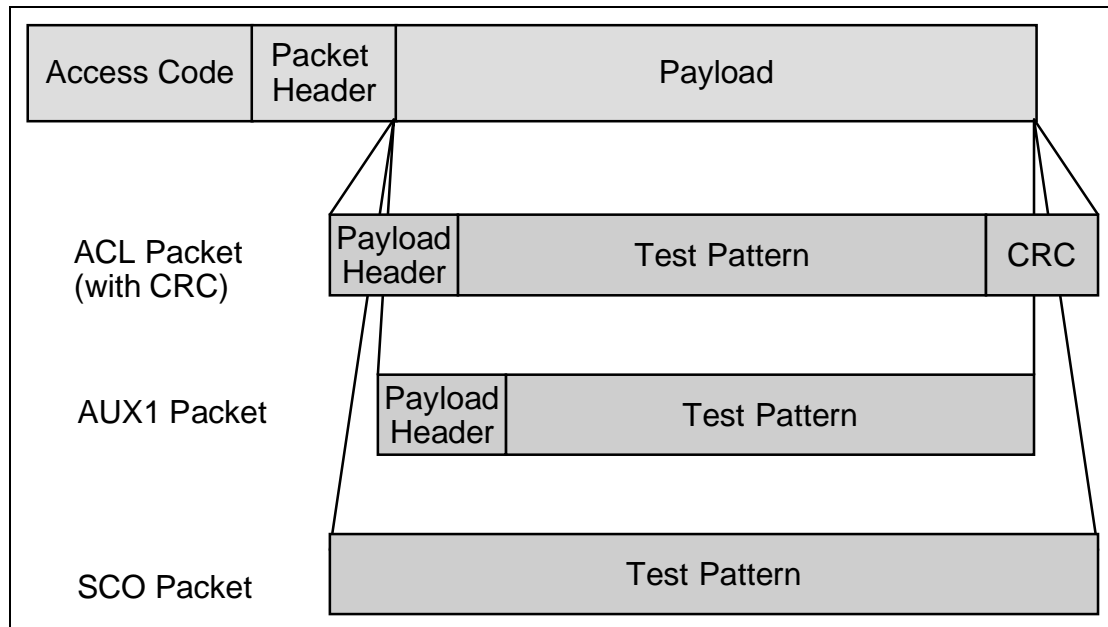 Access Code
Packet
Header
Payload
ACL Packet
(with CRC)
Payload
Header
Test Pattern
CRC
AUX1 Packet
Payload
Header
Test Pattern
SCO Packet
Test Pattern